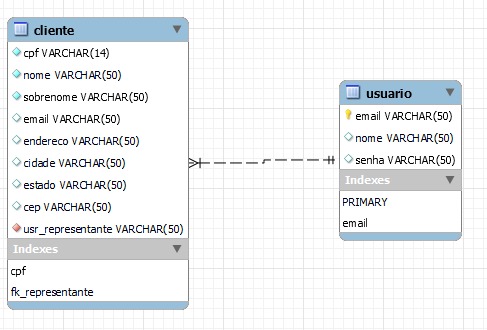 cliente
cpf VARCHAR(14)
nome VARCHAR(50)
sobrenome VARCHAR(50)
email VARCHAR(50)
endereco VARCHAR(50)
cidade VARCHAR(50)
estado VARCHAR(50)
cep VARCHAR(50)
usr_representante VARCHAR(50)
Indexes
cpf
fk_representante
usuario
email VARCHAR(50)
nome VARCHAR(50)
senha VARCHAR(50)
Indexes
PRIMARY
email